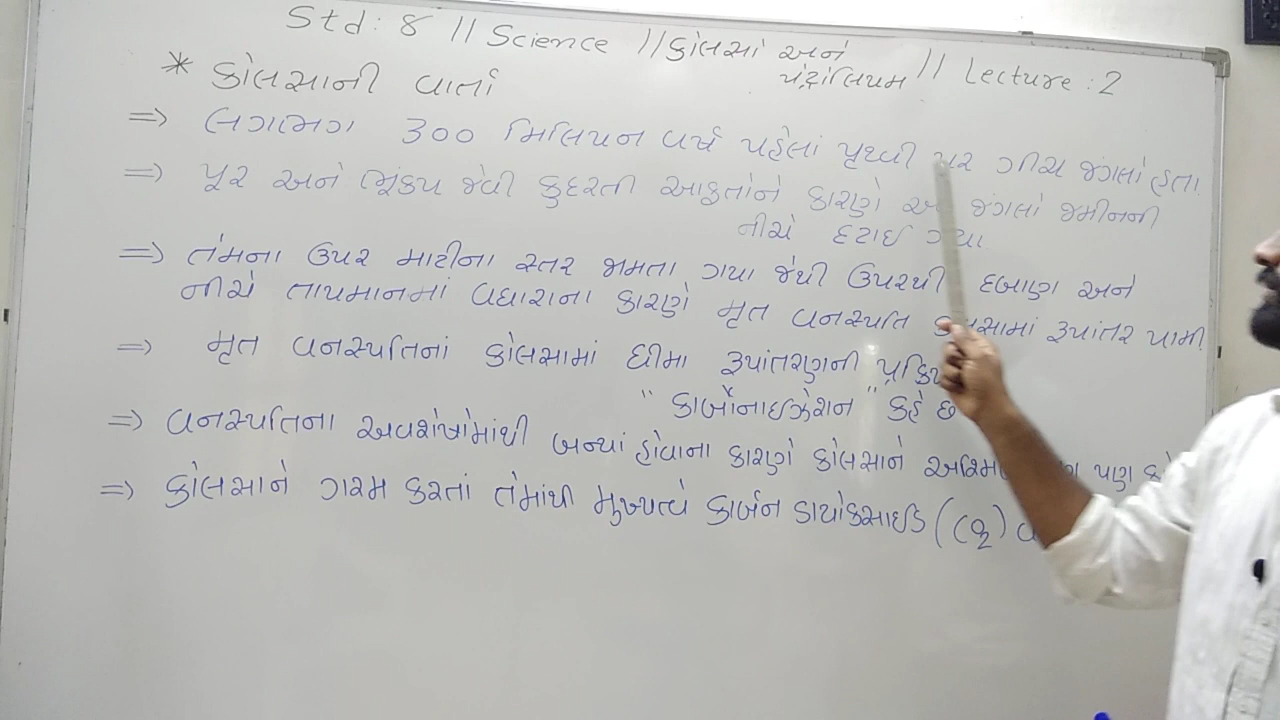 Std: 8 // Science // કોલસો અને પેટ્રોલિયમ // Lecture: 2
* કોલસાની વાર્તા
=> લગભગ 300 મિલિયન વર્ષ પહેલાં પૃથ્વી પર ગીચ જંગલો હતા.
=> પૂર અને ભૂકંપ જેવી કુદરતી આફતોને કારણે આ જંગલો જમીનની
નીચે દટાઈ ગયા.
=> તેમના ઉપર માટીના સ્તર જામતા ગયા જેથી ઉપરથી દબાણ અને
નીચે તાપમાનમાં વધારાના કારણે મૃત વનસ્પતિ કોલસામાં રૂપાંતર પામી.
=> મૃત વનસ્પતિનાં કોલસામાં ધીમા રૂપાંતરણની
"કાર્બોનાઇઝેશન" કહે છે
=> વનસ્પતિના અવશેષોમાંથી બન્યાં હોવાના કારણે કોલસાને પણ
=> કોલસાને ગરમ કરતાં તેમાંથી મુખ્યત્વે કાર્બન ડાયોક્સાઈડ (CO2)